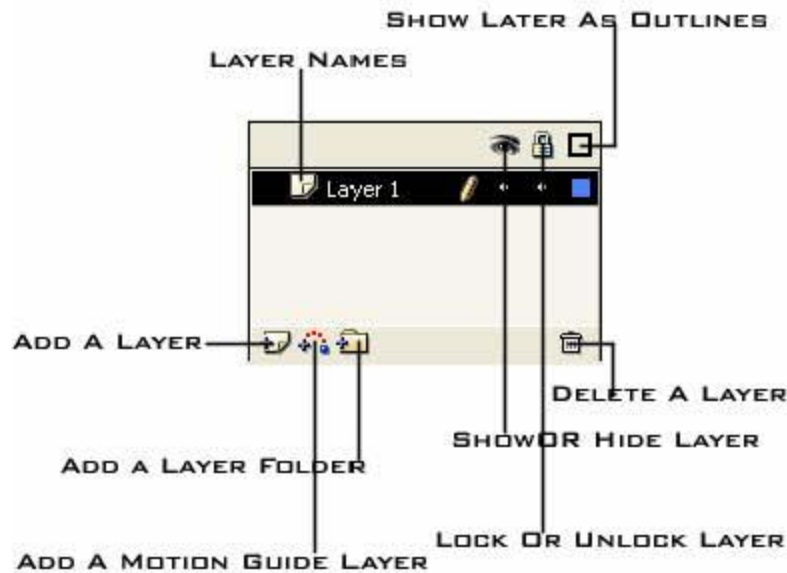 Show Later As Outlines
Layer Names
Layer 1
Add A Layer
Delete A Layer
ShowOR Hide Layer
Add a Layer Folder
Lock Or Unlock Layer
Add A Motion Guide Layer